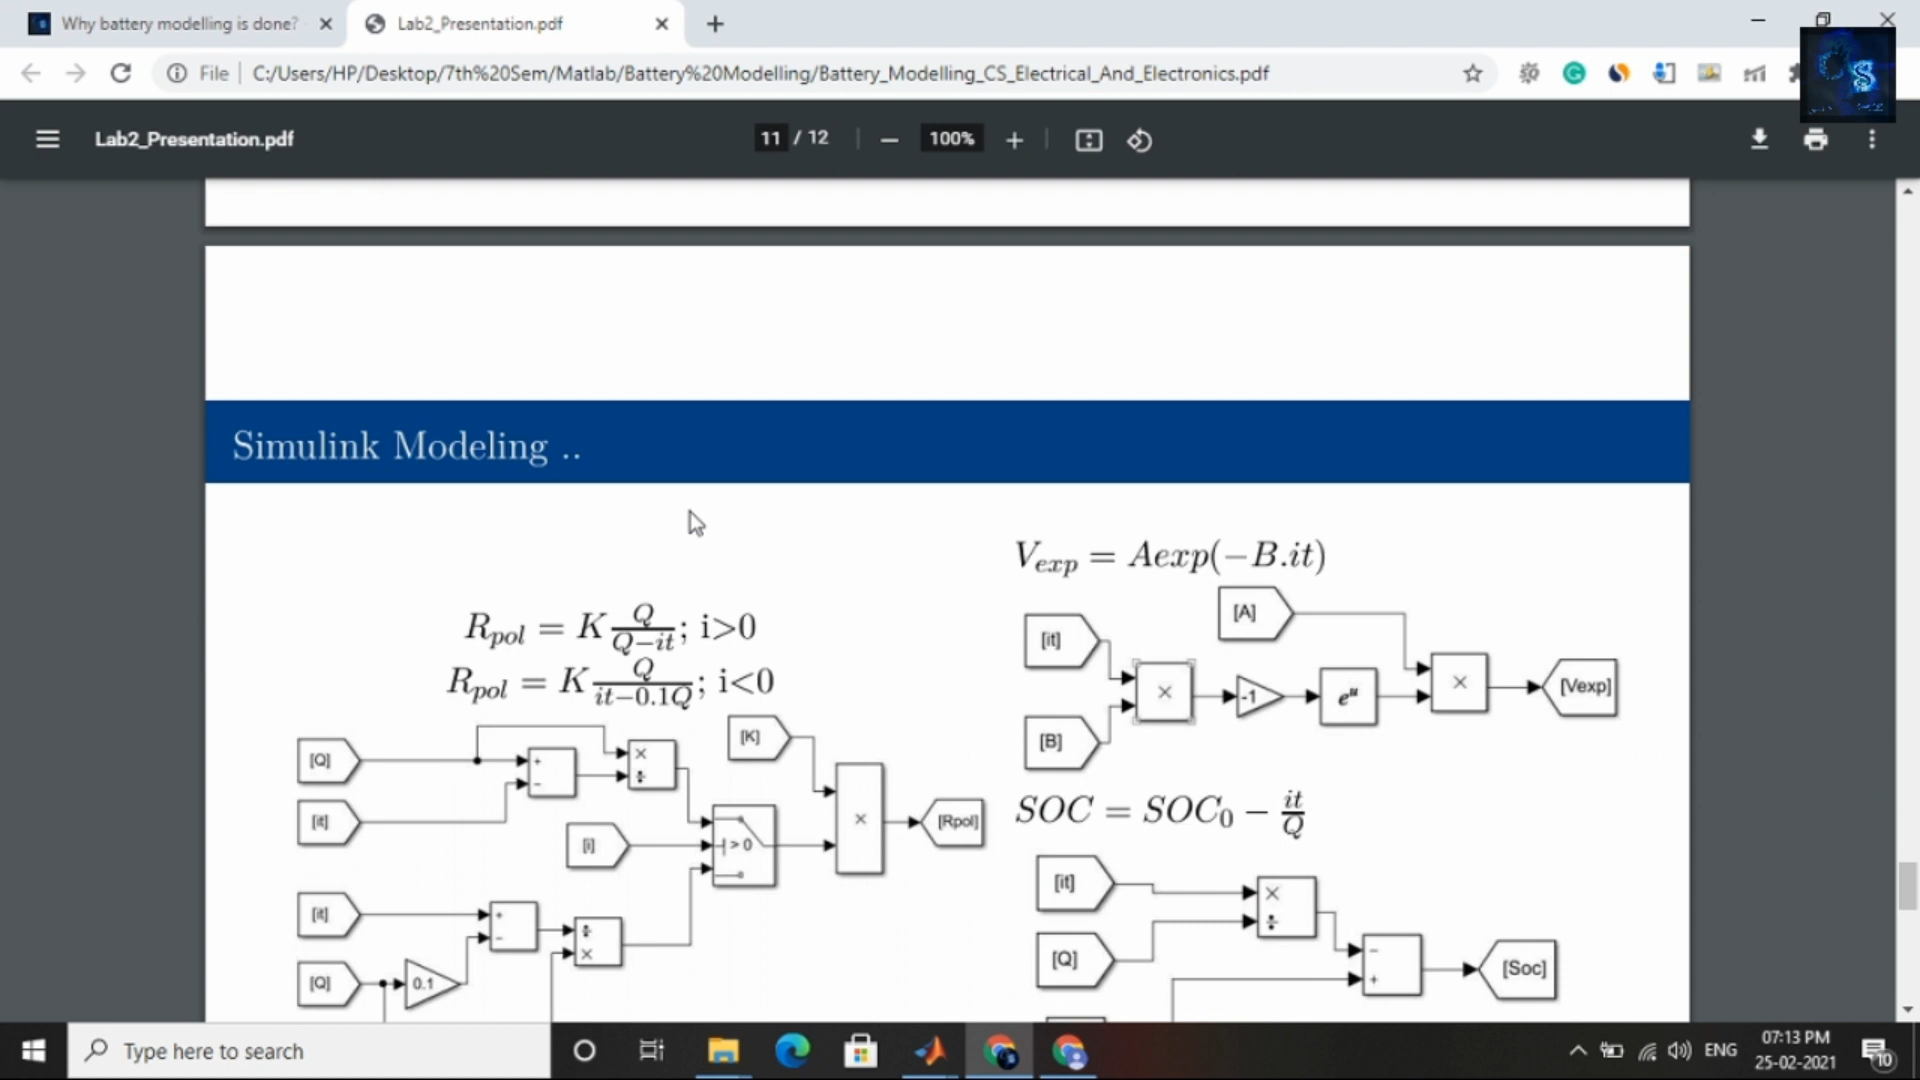 Why battery modelling is done?
Lab2_Presentation.pdf
File
C:/Users/HP/Desktop/7th%20Sem/Matlab/Battery%20Modelling/Battery_Modelling_CS_Electrical_And_Electronics.pdf
Lab2_Presentation.pdf
11 / 12
100%
Simulink Modeling ..
R_pol = K Q/(Q−it); i>0
R_pol = K Q/(it−0.1Q); i<0
[Q]
[it]
[K]
[i]
> 0
[Rpol]
[it]
[Q]
0.1
V_exp = Aexp(−B.it)
[A]
[it]
[B]
-1
e^u
[Vexp]
SOC = SOC_0 − it/Q
[it]
[Q]
[Soc]
Type here to search
ENG
07:13 PM
25-02-2021
10